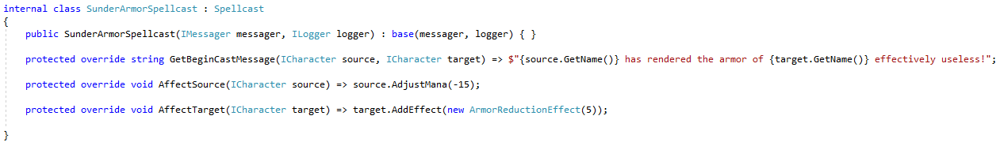 internal class SunderArmorSpellcast : Spellcast
{
public SunderArmorSpellcast(IMessager messager, ILogger logger) : base(messager, logger) { }
protected override string GetBeginCastMessage(ICharacter source, ICharacter target) => $"{source.GetName()} has rendered the armor of {target.GetName()} effectively useless!";
protected override void AffectSource(ICharacter source) => source.AdjustMana(-15);
protected override void AffectTarget(ICharacter target) => target.AddEffect(new ArmorReductionEffect(5));
}